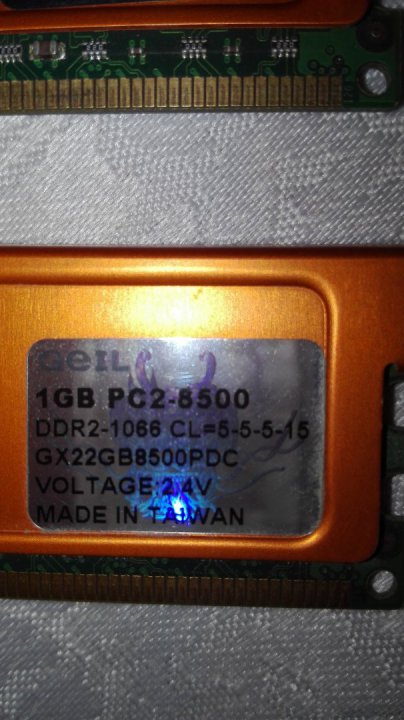 GEIL
1GB PC2-8500
DDR2-1066 CL=5-5-5-15
GX22GB8500PDC
VOLTAGE:2.4V
MADE IN TAIWAN